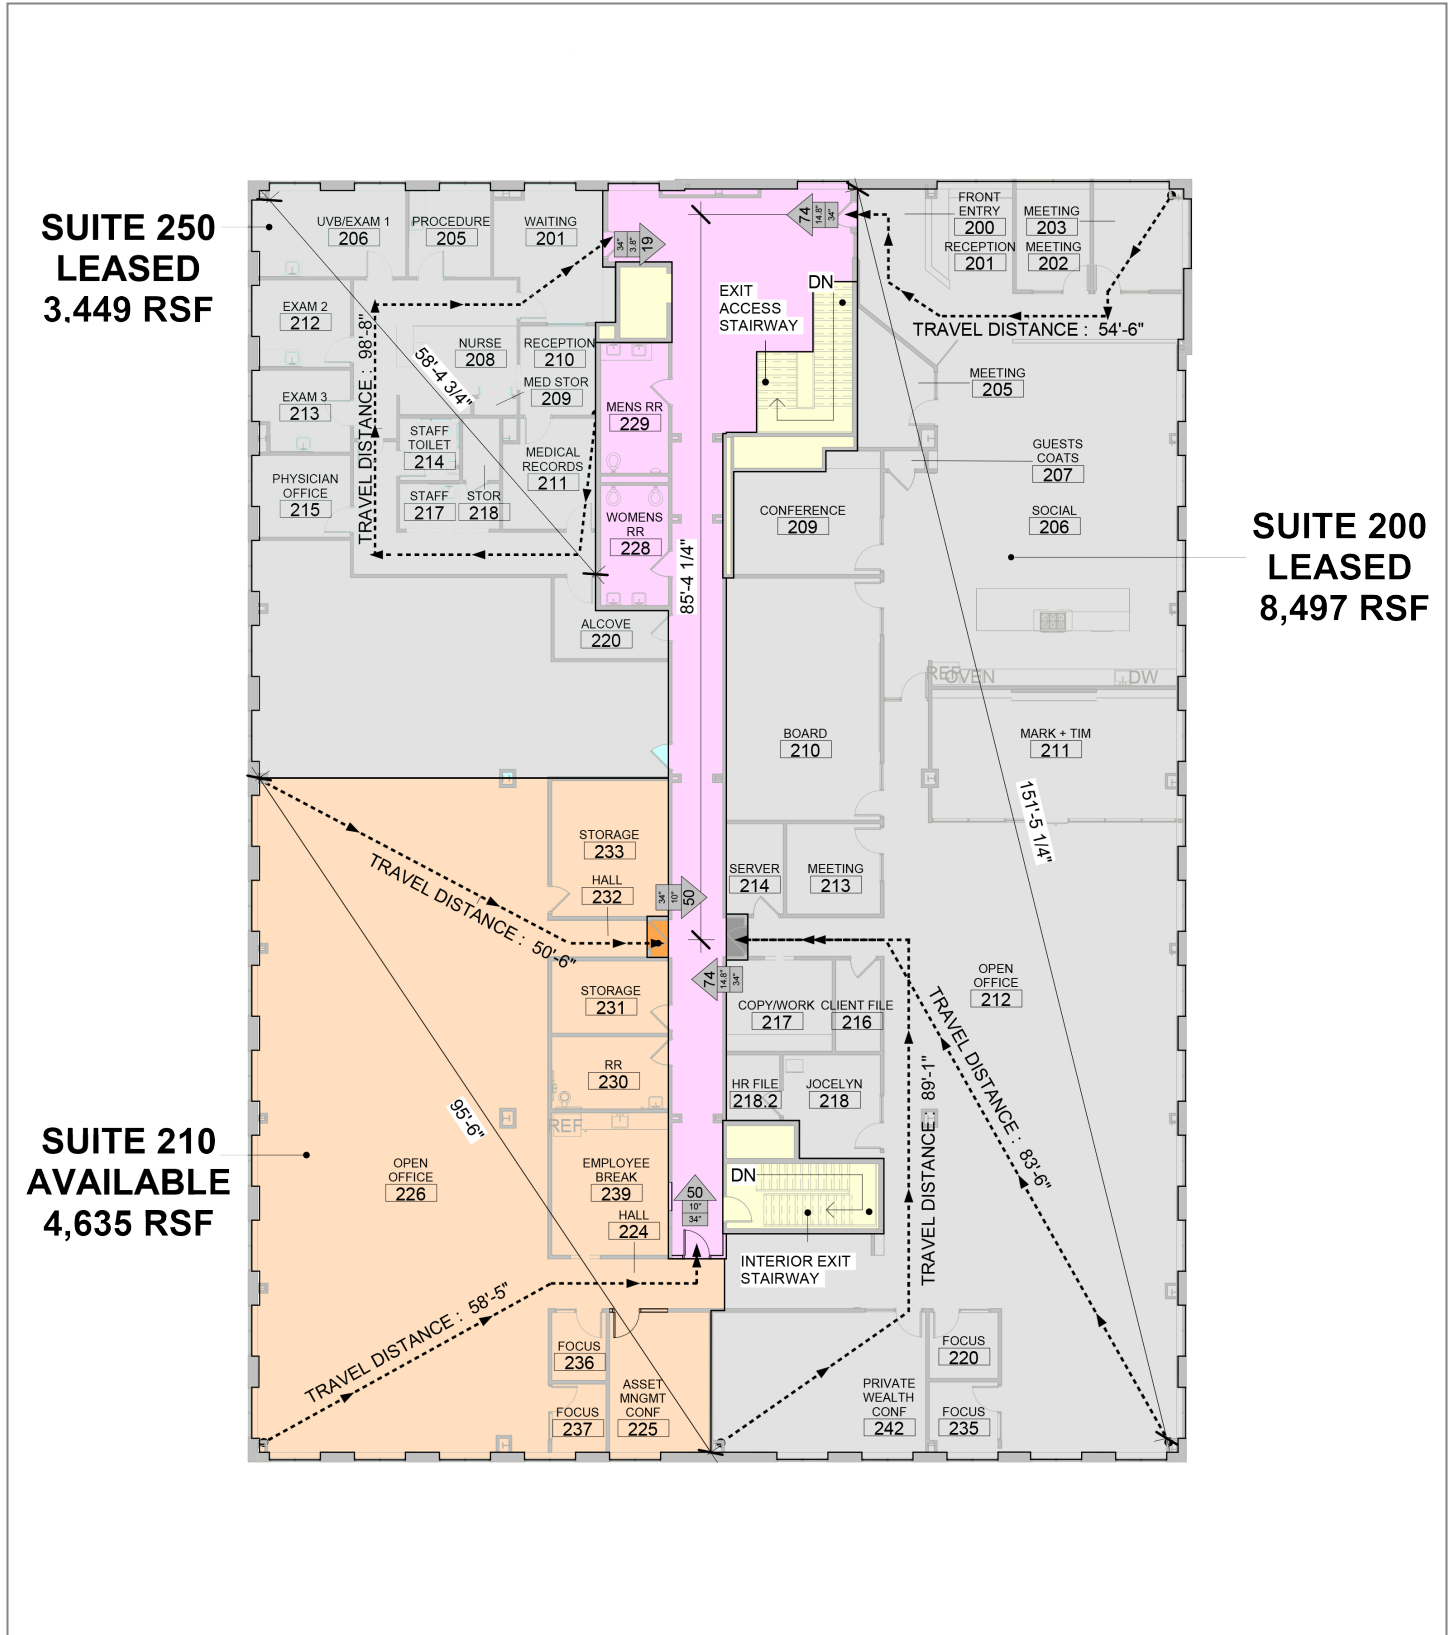 SUITE 250
LEASED
3,449 RSF
UVB/EXAM 1
206
PROCEDURE
205
WAITING
201
19
3.8"
34"
74
14.8"
34"
FRONT
ENTRY
200
RECEPTION
201
MEETING
203
MEETING
202
EXAM 2
212
TRAVEL DISTANCE : 98'-8"
58'-4 3/4"
NURSE
208
RECEPTION
210
MED STOR
209
EXIT
ACCESS
STAIRWAY
DN
TRAVEL DISTANCE : 54'-6"
MEETING
205
EXAM 3
213
STAFF
TOILET
214
MENS RR
229
MEDICAL
RECORDS
211
GUESTS
COATS
207
PHYSICIAN
OFFICE
215
STAFF
217
STOR
218
WOMENS
RR
228
CONFERENCE
209
SOCIAL
206
SUITE 200
LEASED
8,497 RSF
85'-4 1/4"
ALCOVE
220
REF.
OVEN
DW
BOARD
210
MARK + TIM
211
151'-5 1/4"
STORAGE
233
HALL
232
TRAVEL DISTANCE : 50'-6"
34"
10"
50
SERVER
214
MEETING
213
74
14.8"
34"
STORAGE
231
COPY/WORK
217
CLIENT FILE
216
OPEN
OFFICE
212
TRAVEL DISTANCE : 83'-6"
TRAVEL DISTANCE : 89'-1"
RR
230
HR FILE
218.2
JOCELYN
218
95'-6"
REF.
SUITE 210
AVAILABLE
4,635 RSF
OPEN
OFFICE
226
EMPLOYEE
BREAK
239
HALL
224
50
10"
34"
DN
INTERIOR EXIT
STAIRWAY
TRAVEL DISTANCE : 58'-5"
FOCUS
236
FOCUS
237
ASSET
MNGMT
CONF
225
PRIVATE
WEALTH
CONF
242
FOCUS
220
FOCUS
235